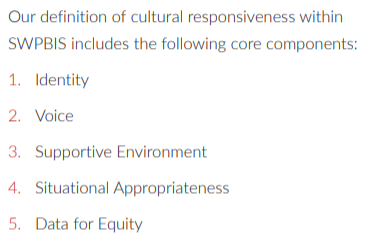 Our definition of cultural responsiveness within
SWPBIS includes the following core components:
1. Identity
2. Voice
3. Supportive Environment
4. Situational Appropriateness
5. Data for Equity